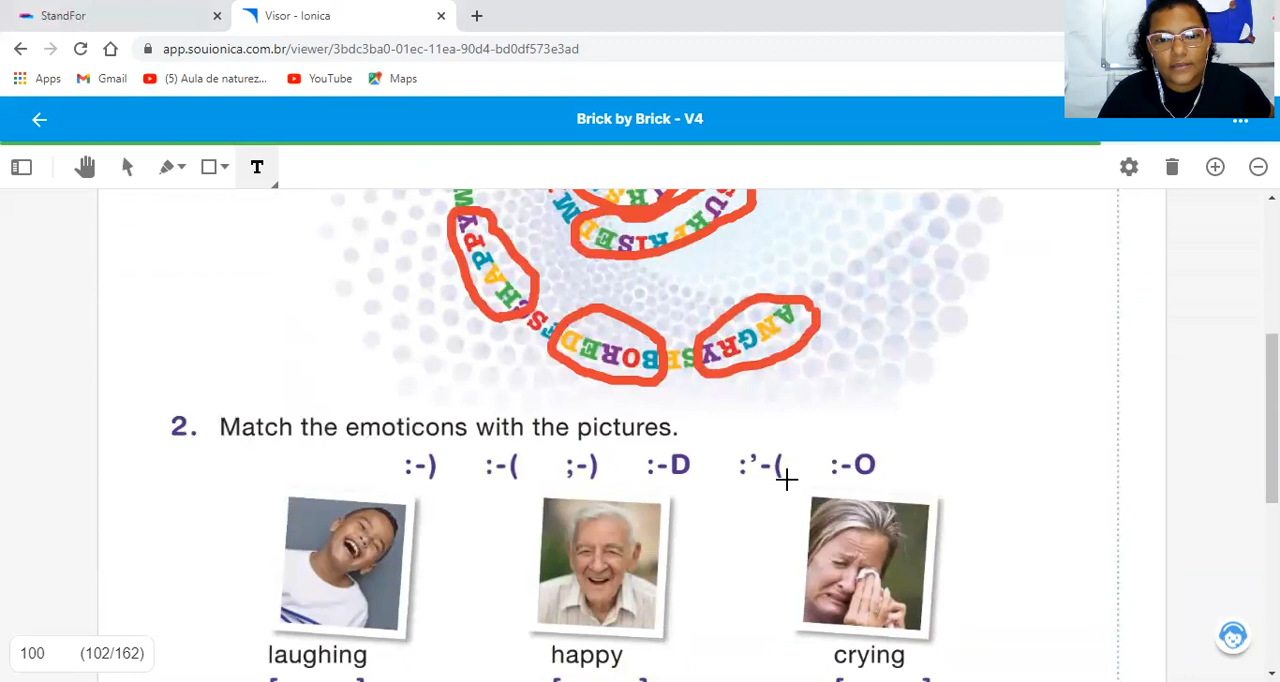 StandFor
Visor - Ionica
app.souionica.com.br/viewer/3bdc3ba0-01ec-11ea-90d4-bd0df573e3ad
Apps Gmail (5) Aula de naturez... YouTube Maps
Brick by Brick - V4
T
SURPRISED
HAPPY
BORED
ANGRY
2. Match the emoticons with the pictures.
:-) :-( ;-) :-D :'-( :-O
laughing happy crying
100 (102/162)